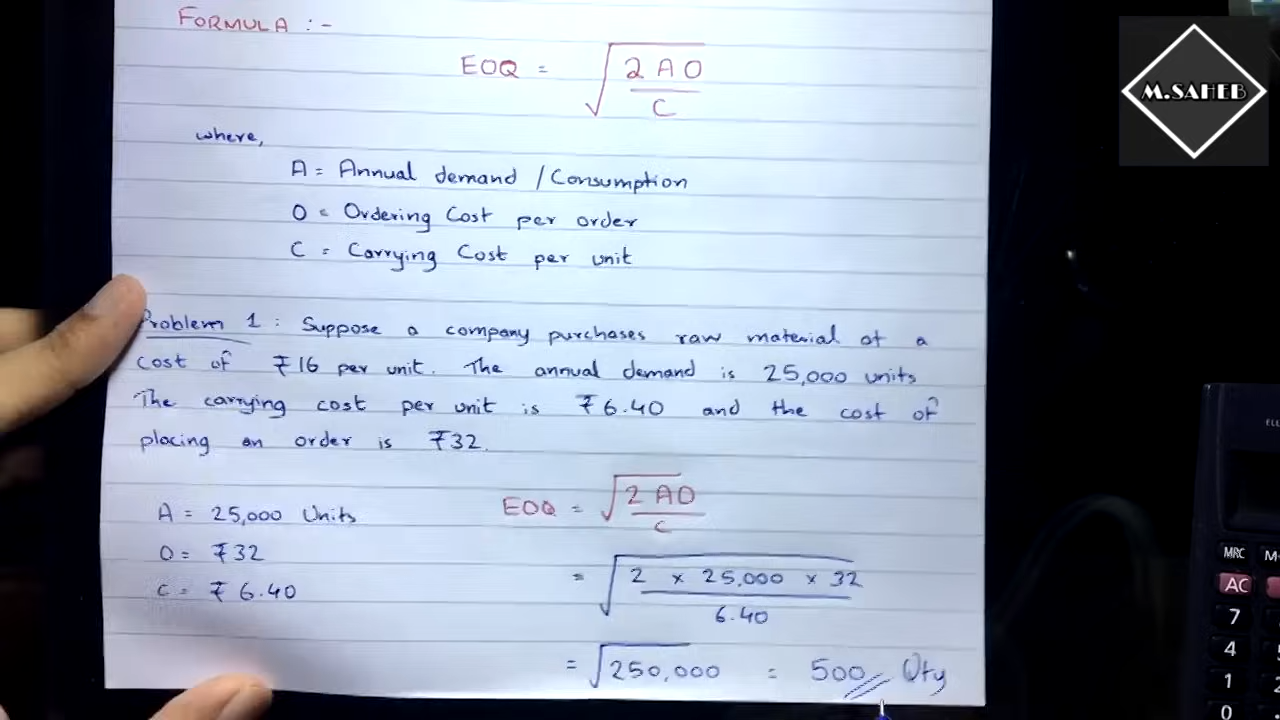 FORMULA :-
EOQ = √ 2 A O / C
where,
A = Annual demand / Consumption
O = Ordering Cost per order
C = Carrying Cost per unit
Problem 1 : Suppose a company purchases raw material at a
cost of ₹16 per unit. The annual demand is 25,000 units
The carrying cost per unit is ₹6.40 and the cost of
placing an order is ₹32.
A = 25,000 Units
O = ₹32
C = ₹6.40
EOQ = √ 2 A O / C
= √ 2 x 25,000 x 32 / 6.40
= √250,000 = 500 Qty
M.SAHEB
MRC
AC
7
4
1
0